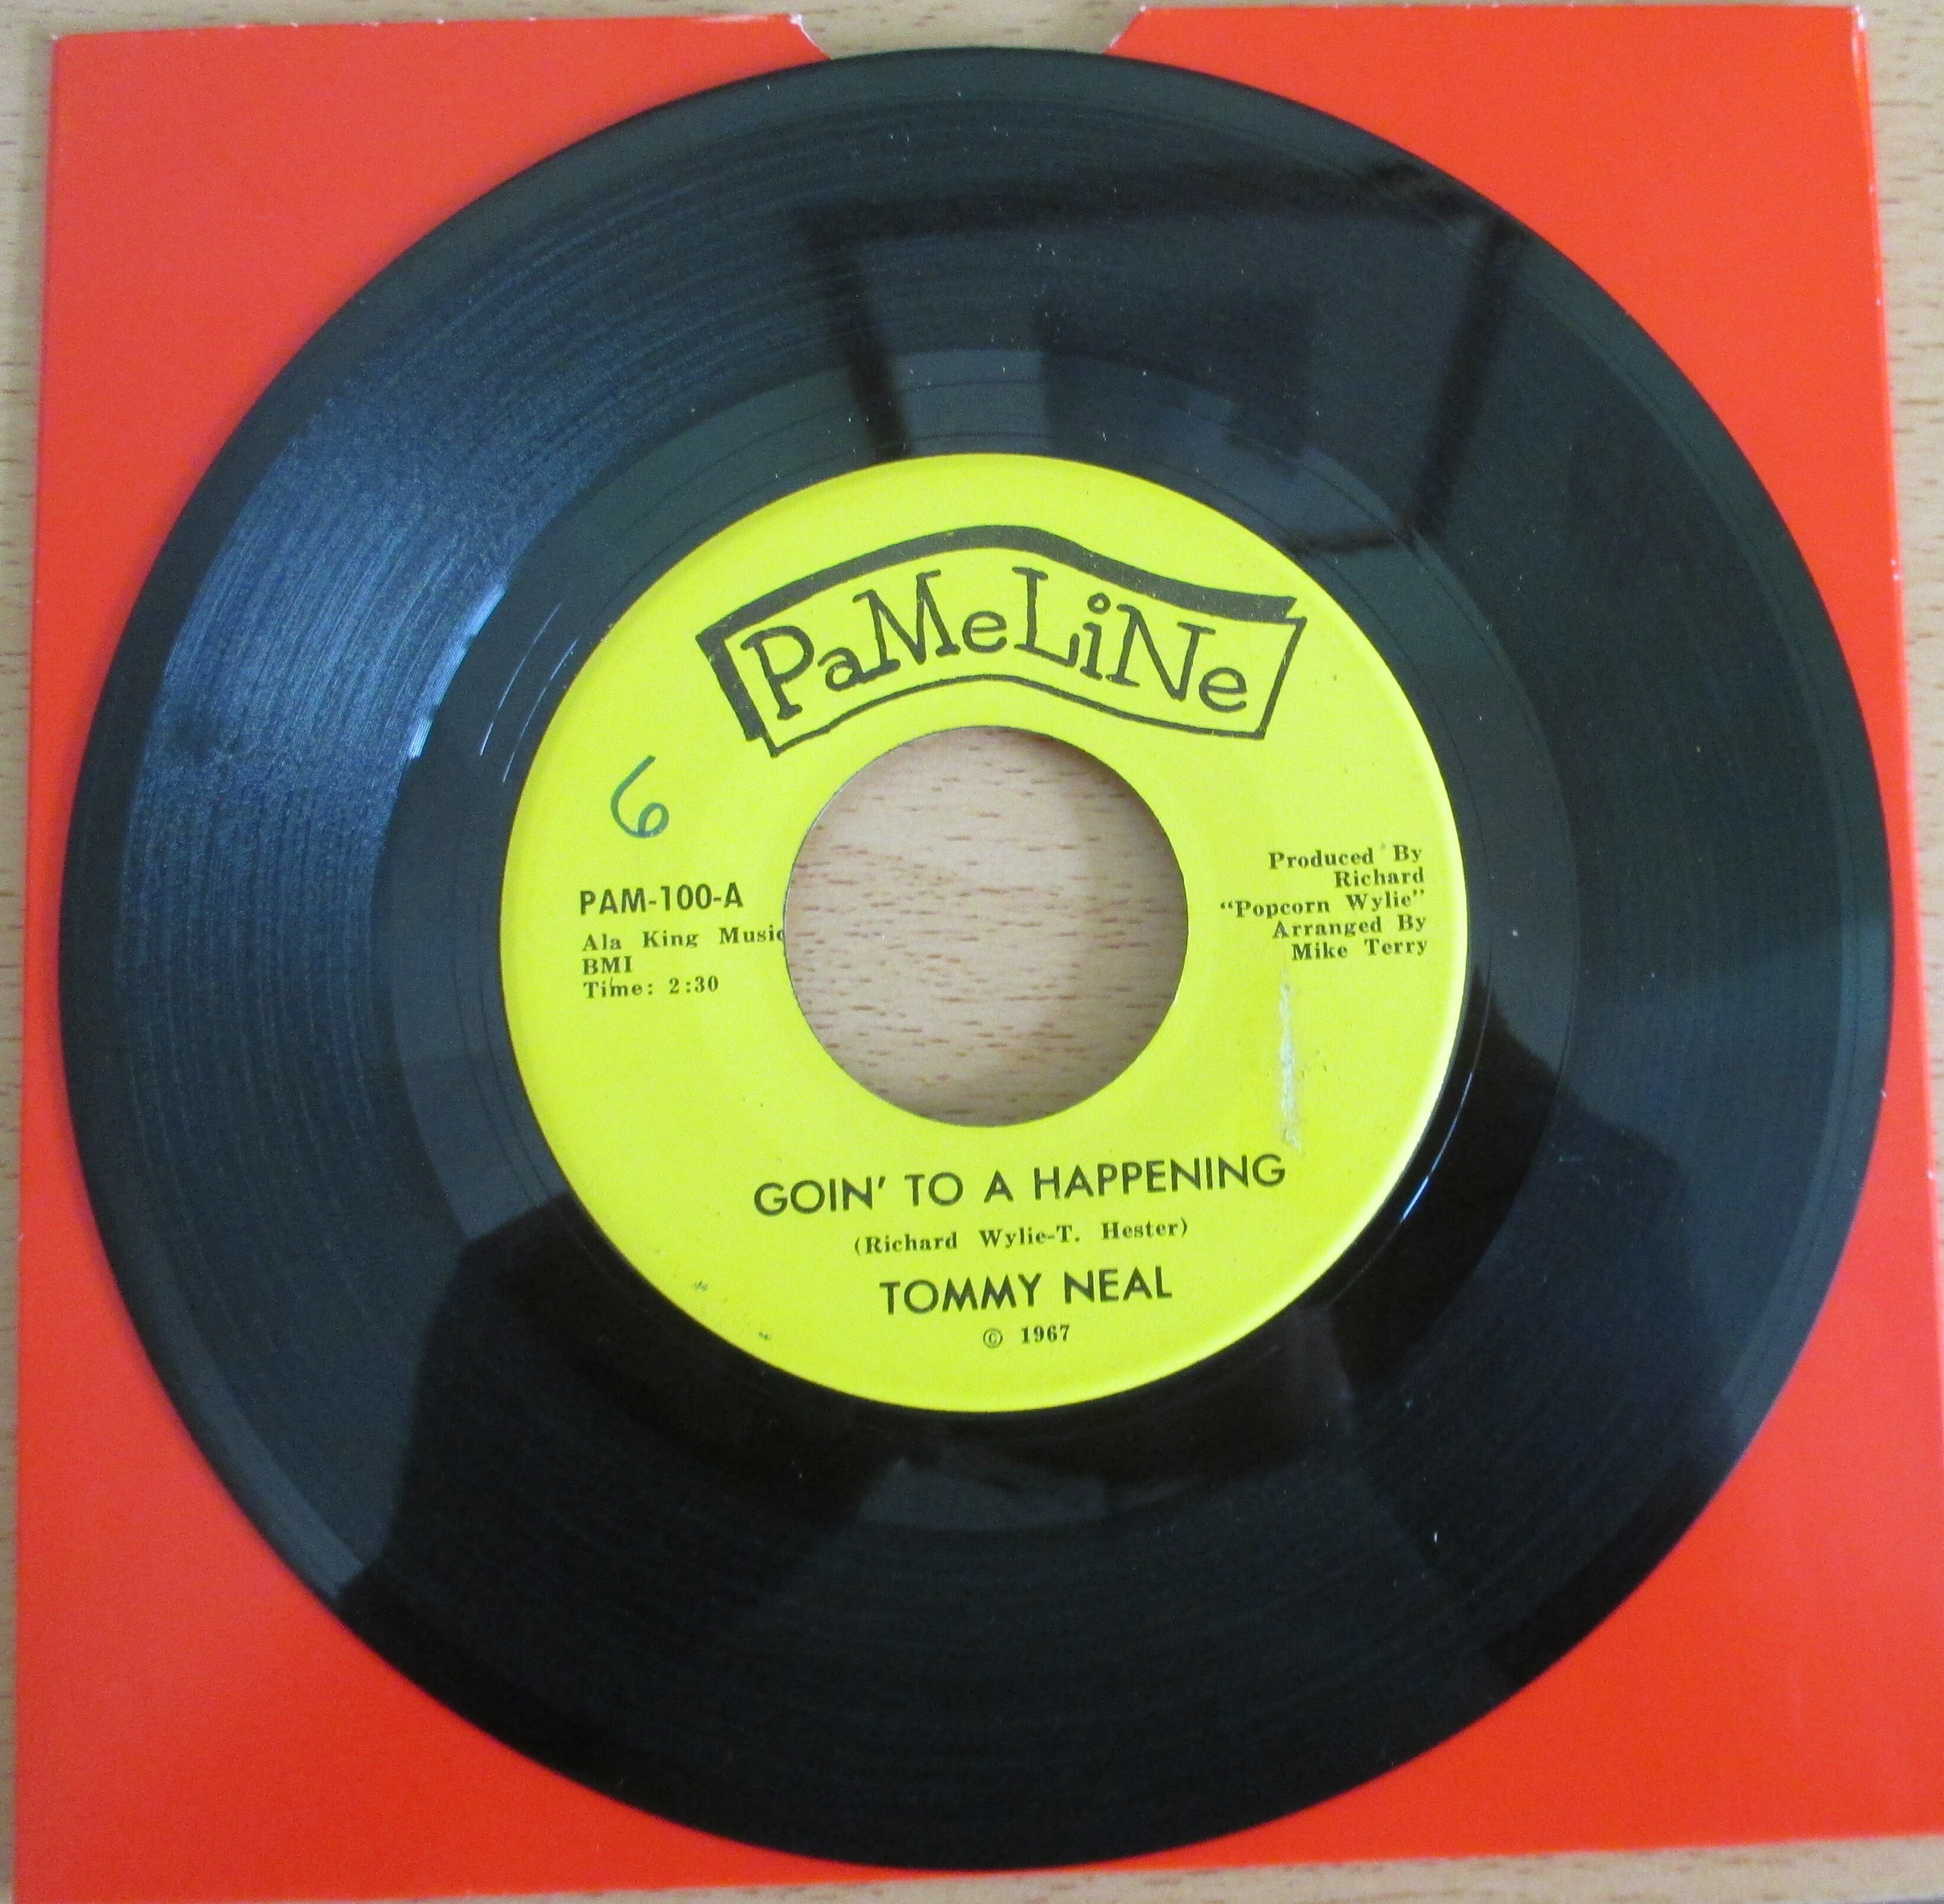 PaMeLiNe
6
PAM-100-A
Ala King Music
BMI
Time: 2:30
Produced By
Richard
“Popcorn Wylie”
Arranged By
Mike Terry
GOIN’ TO A HAPPENING
(Richard Wylie-T. Hester)
TOMMY NEAL
© 1967